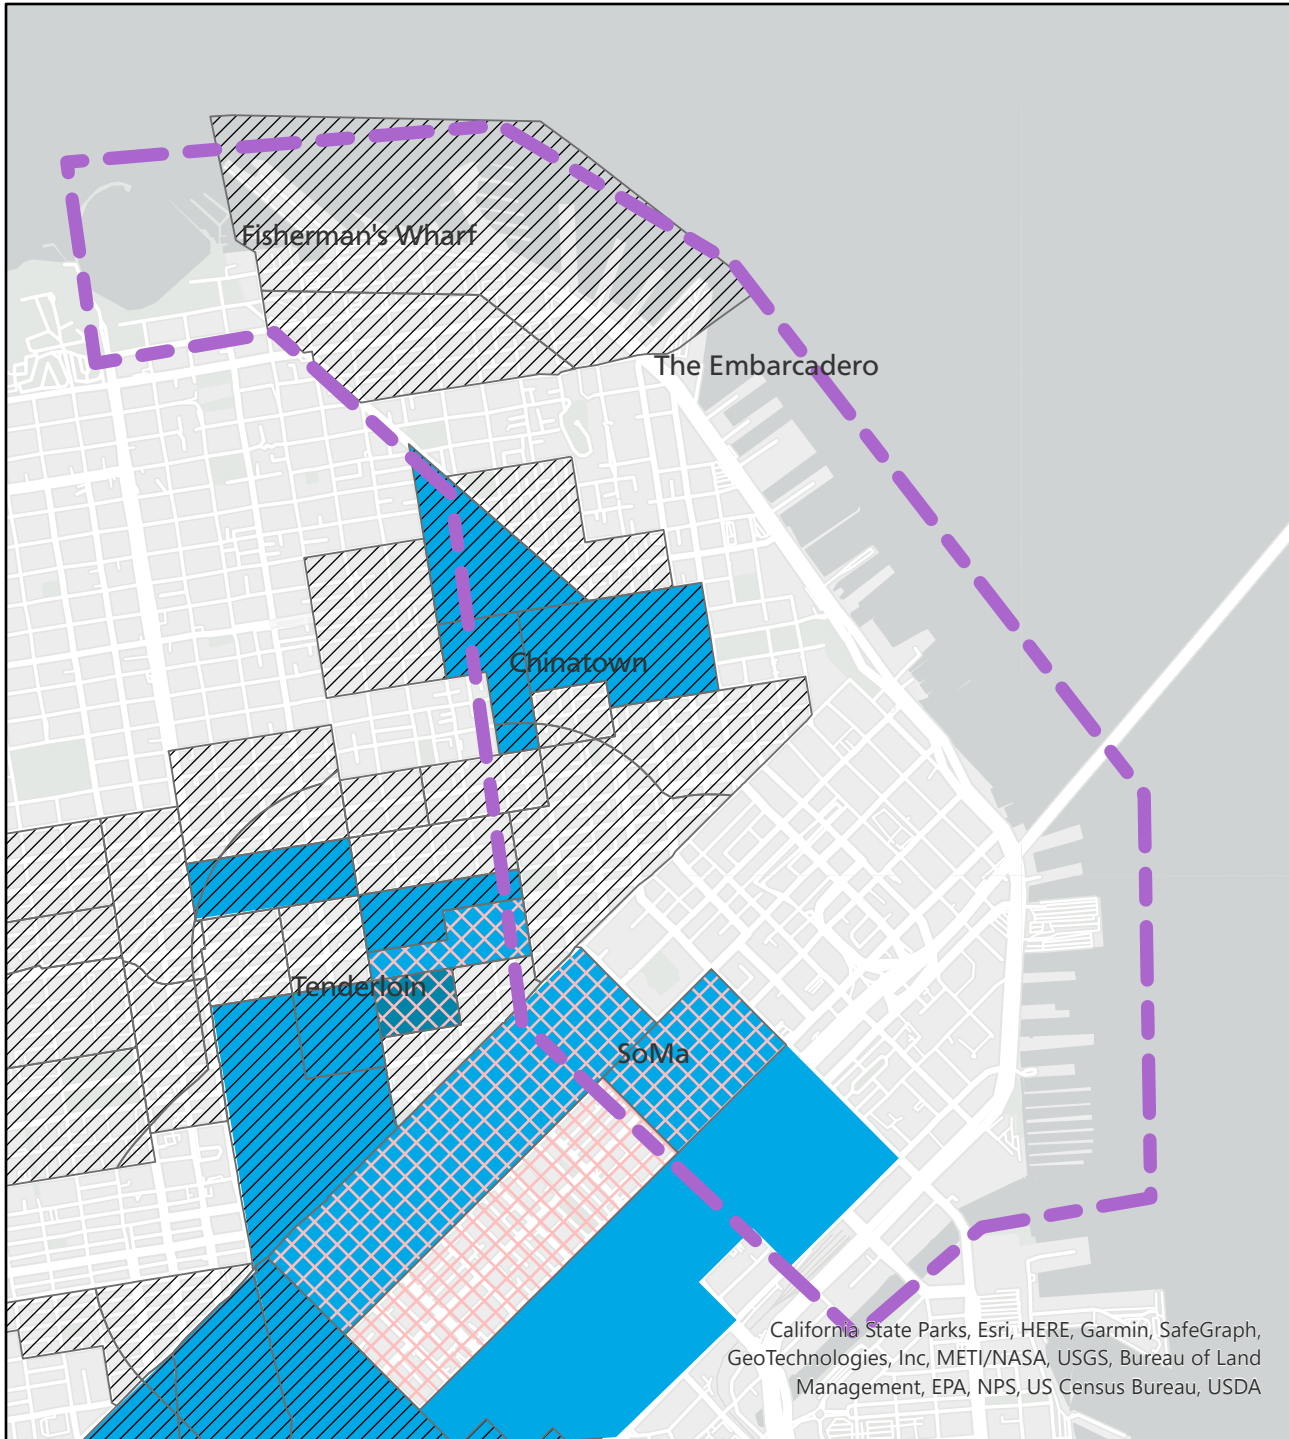 Fisherman's Wharf
The Embarcadero
Chinatown
Tenderloin
SoMa
California State Parks, Esri, HERE, Garmin, SafeGraph,
GeoTechnologies, Inc, METI/NASA, USGS, Bureau of Land
Management, EPA, NPS, US Census Bureau, USDA